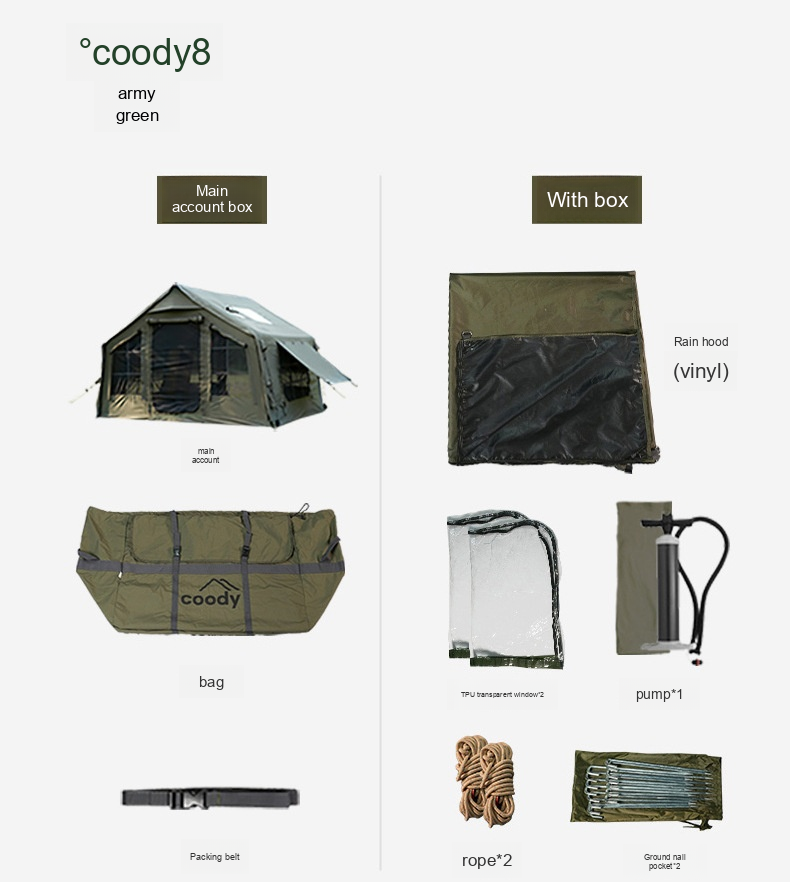 °coody8
army
green
Main
account box
With box
Rain hood
(vinyl)
main
account
coody
bag
TPU transparent window*2
pump*1
Packing belt
rope*2
Ground nail
pocket*2